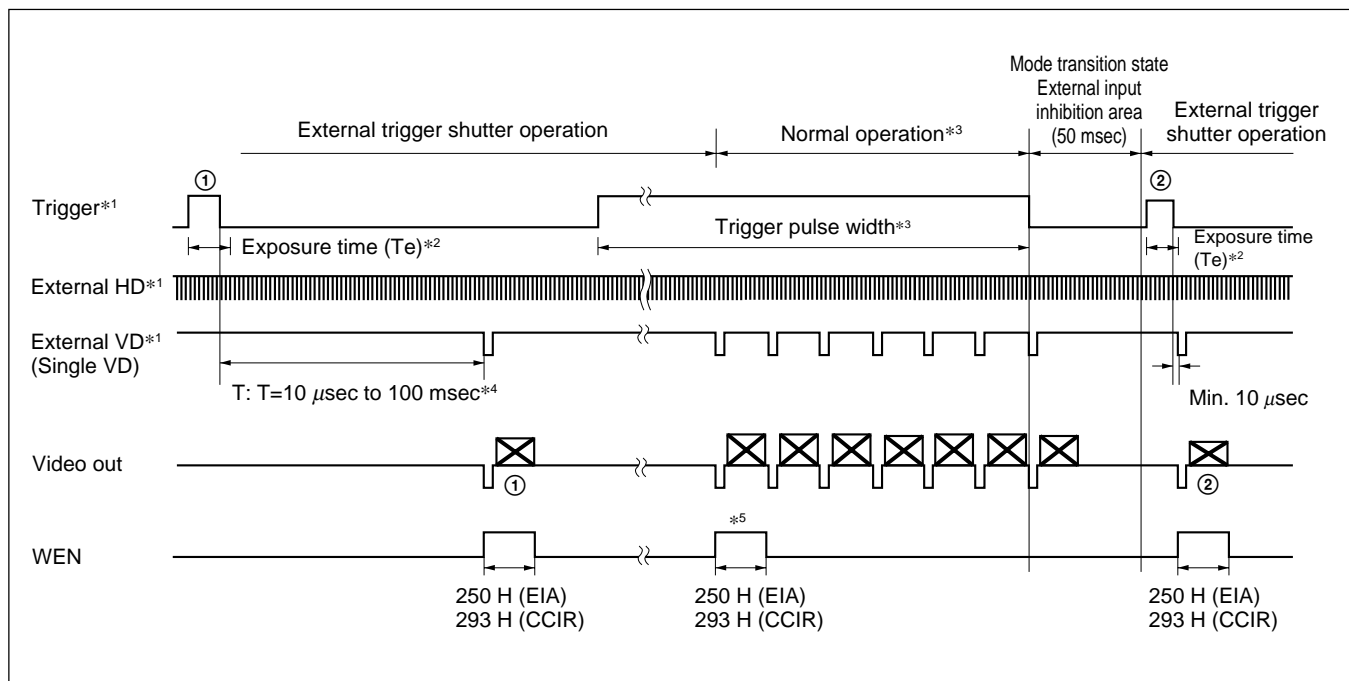 Mode transition state
External input
inhibition area
(50 msec)
External trigger shutter operation
Normal operation*3
External trigger
shutter operation
①
②
Trigger*1
Exposure time (Te)*2
Trigger pulse width*3
Exposure time
(Te)*2
External HD*1
External VD*1
(Single VD)
T: T=10 μsec to 100 msec*4
Min. 10 μsec
Video out
①
②
*5
WEN
250 H (EIA)
293 H (CCIR)
250 H (EIA)
293 H (CCIR)
250 H (EIA)
293 H (CCIR)